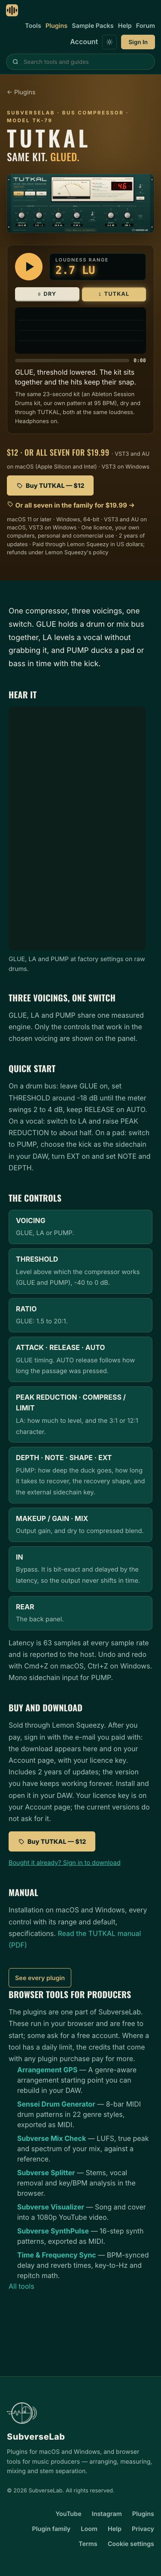 Tools Plugins Sample Packs Help Forum
Account Sign In
Search tools and guides
← Plugins
SUBVERSELAB · BUS COMPRESSOR ·
MODEL TK-76
TUTKAL
SAME KIT. GLUED.
TUTKAL
LOUDNESS RANGE
2.7 LU
0 DRY
1 TUTKAL
0:00
GLUE, threshold lowered. The kit sits
together and the hits keep their snap.
The same 23-second kit (an Ableton Session
Drums kit, our own pattern at 95 BPM), dry and
through TUTKAL, both at the same loudness.
Headphones on.
$12 · OR ALL SEVEN FOR $19.99 · VST3 and AU
on macOS (Apple Silicon and Intel) · VST3 on Windows
Buy TUTKAL — $12
Or all seven in the family for $19.99 →
macOS 11 or later · Windows, 64-bit · VST3 and AU on
macOS, VST3 on Windows · One licence, your own
computers, personal and commercial use · 2 years of
updates · Paid through Lemon Squeezy in US dollars;
refunds under Lemon Squeezy's policy
One compressor, three voicings, one
switch. GLUE holds a drum or mix bus
together, LA levels a vocal without
grabbing it, and PUMP ducks a pad or
bass in time with the kick.
HEAR IT
GLUE, LA and PUMP at factory settings on raw
drums.
THREE VOICINGS, ONE SWITCH
GLUE, LA and PUMP share one measured
engine. Only the controls that work in the
chosen voicing are shown on the panel.
QUICK START
On a drum bus: leave GLUE on, set
THRESHOLD around -18 dB until the meter
swings 2 to 4 dB, keep RELEASE on AUTO.
On a vocal: switch to LA and raise PEAK
REDUCTION to about half. On a pad: switch
to PUMP, choose the kick as the sidechain
in your DAW, turn EXT on and set NOTE and
DEPTH.
THE CONTROLS
VOICING
GLUE, LA or PUMP.
THRESHOLD
Level above which the compressor works
(GLUE and PUMP), -40 to 0 dB.
RATIO
GLUE: 1.5 to 20:1.
ATTACK · RELEASE · AUTO
GLUE timing. AUTO release follows how
long the passage was pressed.
PEAK REDUCTION · COMPRESS /
LIMIT
LA: how much to level, and the 3:1 or 12:1
character.
DEPTH · NOTE · SHAPE · EXT
PUMP: how deep the duck goes, how long
it takes to recover, the recovery shape, and
the external sidechain key.
MAKEUP / GAIN · MIX
Output gain, and dry to compressed blend.
IN
Bypass. It is bit-exact and delayed by the
latency, so the output never shifts in time.
REAR
The back panel.
Latency is 63 samples at every sample rate
and is reported to the host. Undo and redo
with Cmd+Z on macOS, Ctrl+Z on Windows.
Mono sidechain input for PUMP.
BUY AND DOWNLOAD
Sold through Lemon Squeezy. After you
pay, sign in with the e-mail you paid with:
the download appears here and on your
Account page, with your licence key.
Includes 2 years of updates; the version
you have keeps working forever. Install and
open it in your DAW. Your licence key is on
your Account page; the current versions do
not ask for it.
Buy TUTKAL — $12
Bought it already? Sign in to download
MANUAL
Installation on macOS and Windows, every
control with its range and default,
specifications. Read the TUTKAL manual
(PDF)
See every plugin
BROWSER TOOLS FOR PRODUCERS
The plugins are one part of SubverseLab.
These run in your browser and are free to
start; some ask for a free account. Where a
tool has a daily limit, the credits that come
with any plugin purchase pay for more.
Arrangement GPS — A genre-aware
arrangement starting point you can
rebuild in your DAW.
Sensei Drum Generator — 8-bar MIDI
drum patterns in 22 genre styles,
exported as MIDI.
Subverse Mix Check — LUFS, true peak
and spectrum of your mix, against a
reference.
Subverse Splitter — Stems, vocal
removal and key/BPM analysis in the
browser.
Subverse Visualizer — Song and cover
into a 1080p YouTube video.
Subverse SynthPulse — 16-step synth
patterns, exported as MIDI.
Time & Frequency Sync — BPM-synced
delay and reverb times, key-to-Hz and
repitch math.
All tools
SubverseLab
Plugins for macOS and Windows, and browser
tools for music producers — arranging, measuring,
mixing and stem separation.
© 2026 SubverseLab. All rights reserved.
YouTube Instagram Plugins
Plugin family Loom Help Privacy
Terms Cookie settings